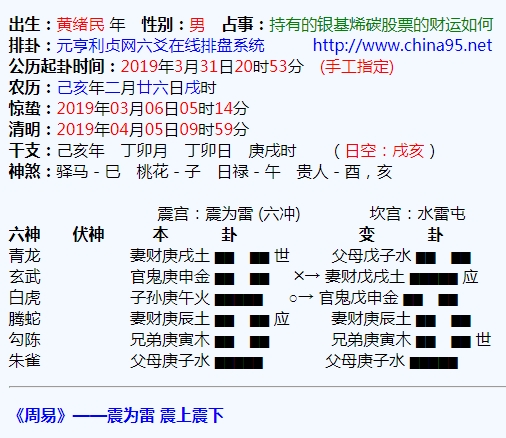 出生：黄绪民 年　性别：男　占事：持有的银基烯碳股票的财运如何
排卦：元亨利贞网六爻在线排盘系统　　　http://www.china95.net
公历起卦时间：2019年3月31日20时53分　(手工指定)
农历：己亥年二月廿六日戌时
惊蛰：2019年03月06日05时14分
清明：2019年04月05日09时59分
干支：己亥年　丁卯月　丁卯日　庚戌时　　（日空：戌亥）
神煞：驿马－巳　桃花－子　日禄－午　贵人－酉，亥
震宫：震为雷 (六冲)　　　　坎宫：水雷屯
六神　　伏神　　　本　　　卦　　　　　　　变　　　卦
青龙　　　　　妻财庚戌土 ▅▅　▅▅ 世　　　父母戊子水 ▅▅　▅▅
玄武　　　　　官鬼庚申金 ▅▅　▅▅　×→ 妻财戊戌土 ▅▅▅▅▅ 应
白虎　　　　　子孙庚午火 ▅▅▅▅▅　○→ 官鬼戊申金 ▅▅　▅▅
腾蛇　　　　　妻财庚辰土 ▅▅　▅▅ 应　　　妻财庚辰土 ▅▅　▅▅
勾陈　　　　　兄弟庚寅木 ▅▅　▅▅　　　　兄弟庚寅木 ▅▅　▅▅ 世
朱雀　　　　　父母庚子水 ▅▅▅▅▅　　　　父母庚子水 ▅▅▅▅▅
《周易》——震为雷 震上震下